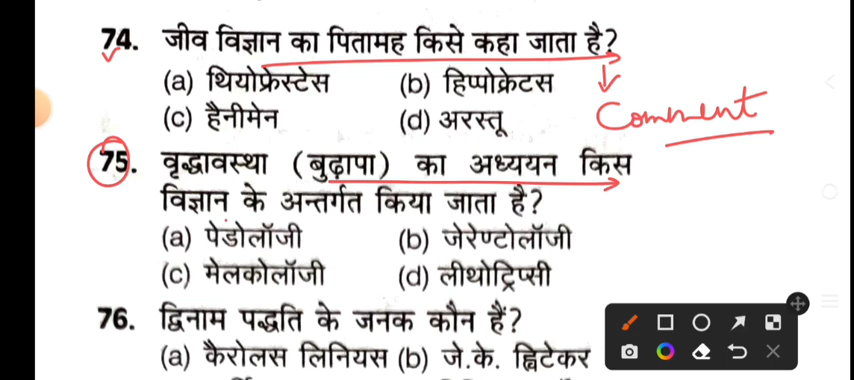 74. जीव विज्ञान का पितामह किसे कहा जाता है?
(a) थियोफ्रेस्टेस (b) हिप्पोक्रेटस
(c) हैनीमेन (d) अरस्तू
Comment
75. वृद्धावस्था (बुढ़ापा) का अध्ययन किस
विज्ञान के अन्तर्गत किया जाता है?
(a) पेडोलॉजी (b) जेरेण्टोलॉजी
(c) मेलकोलॉजी (d) लीथोट्रिप्सी
76. द्विनाम पद्धति के जनक कौन हैं?
(a) कैरोलस लिनियस (b) जे.के. ह्विटेकर